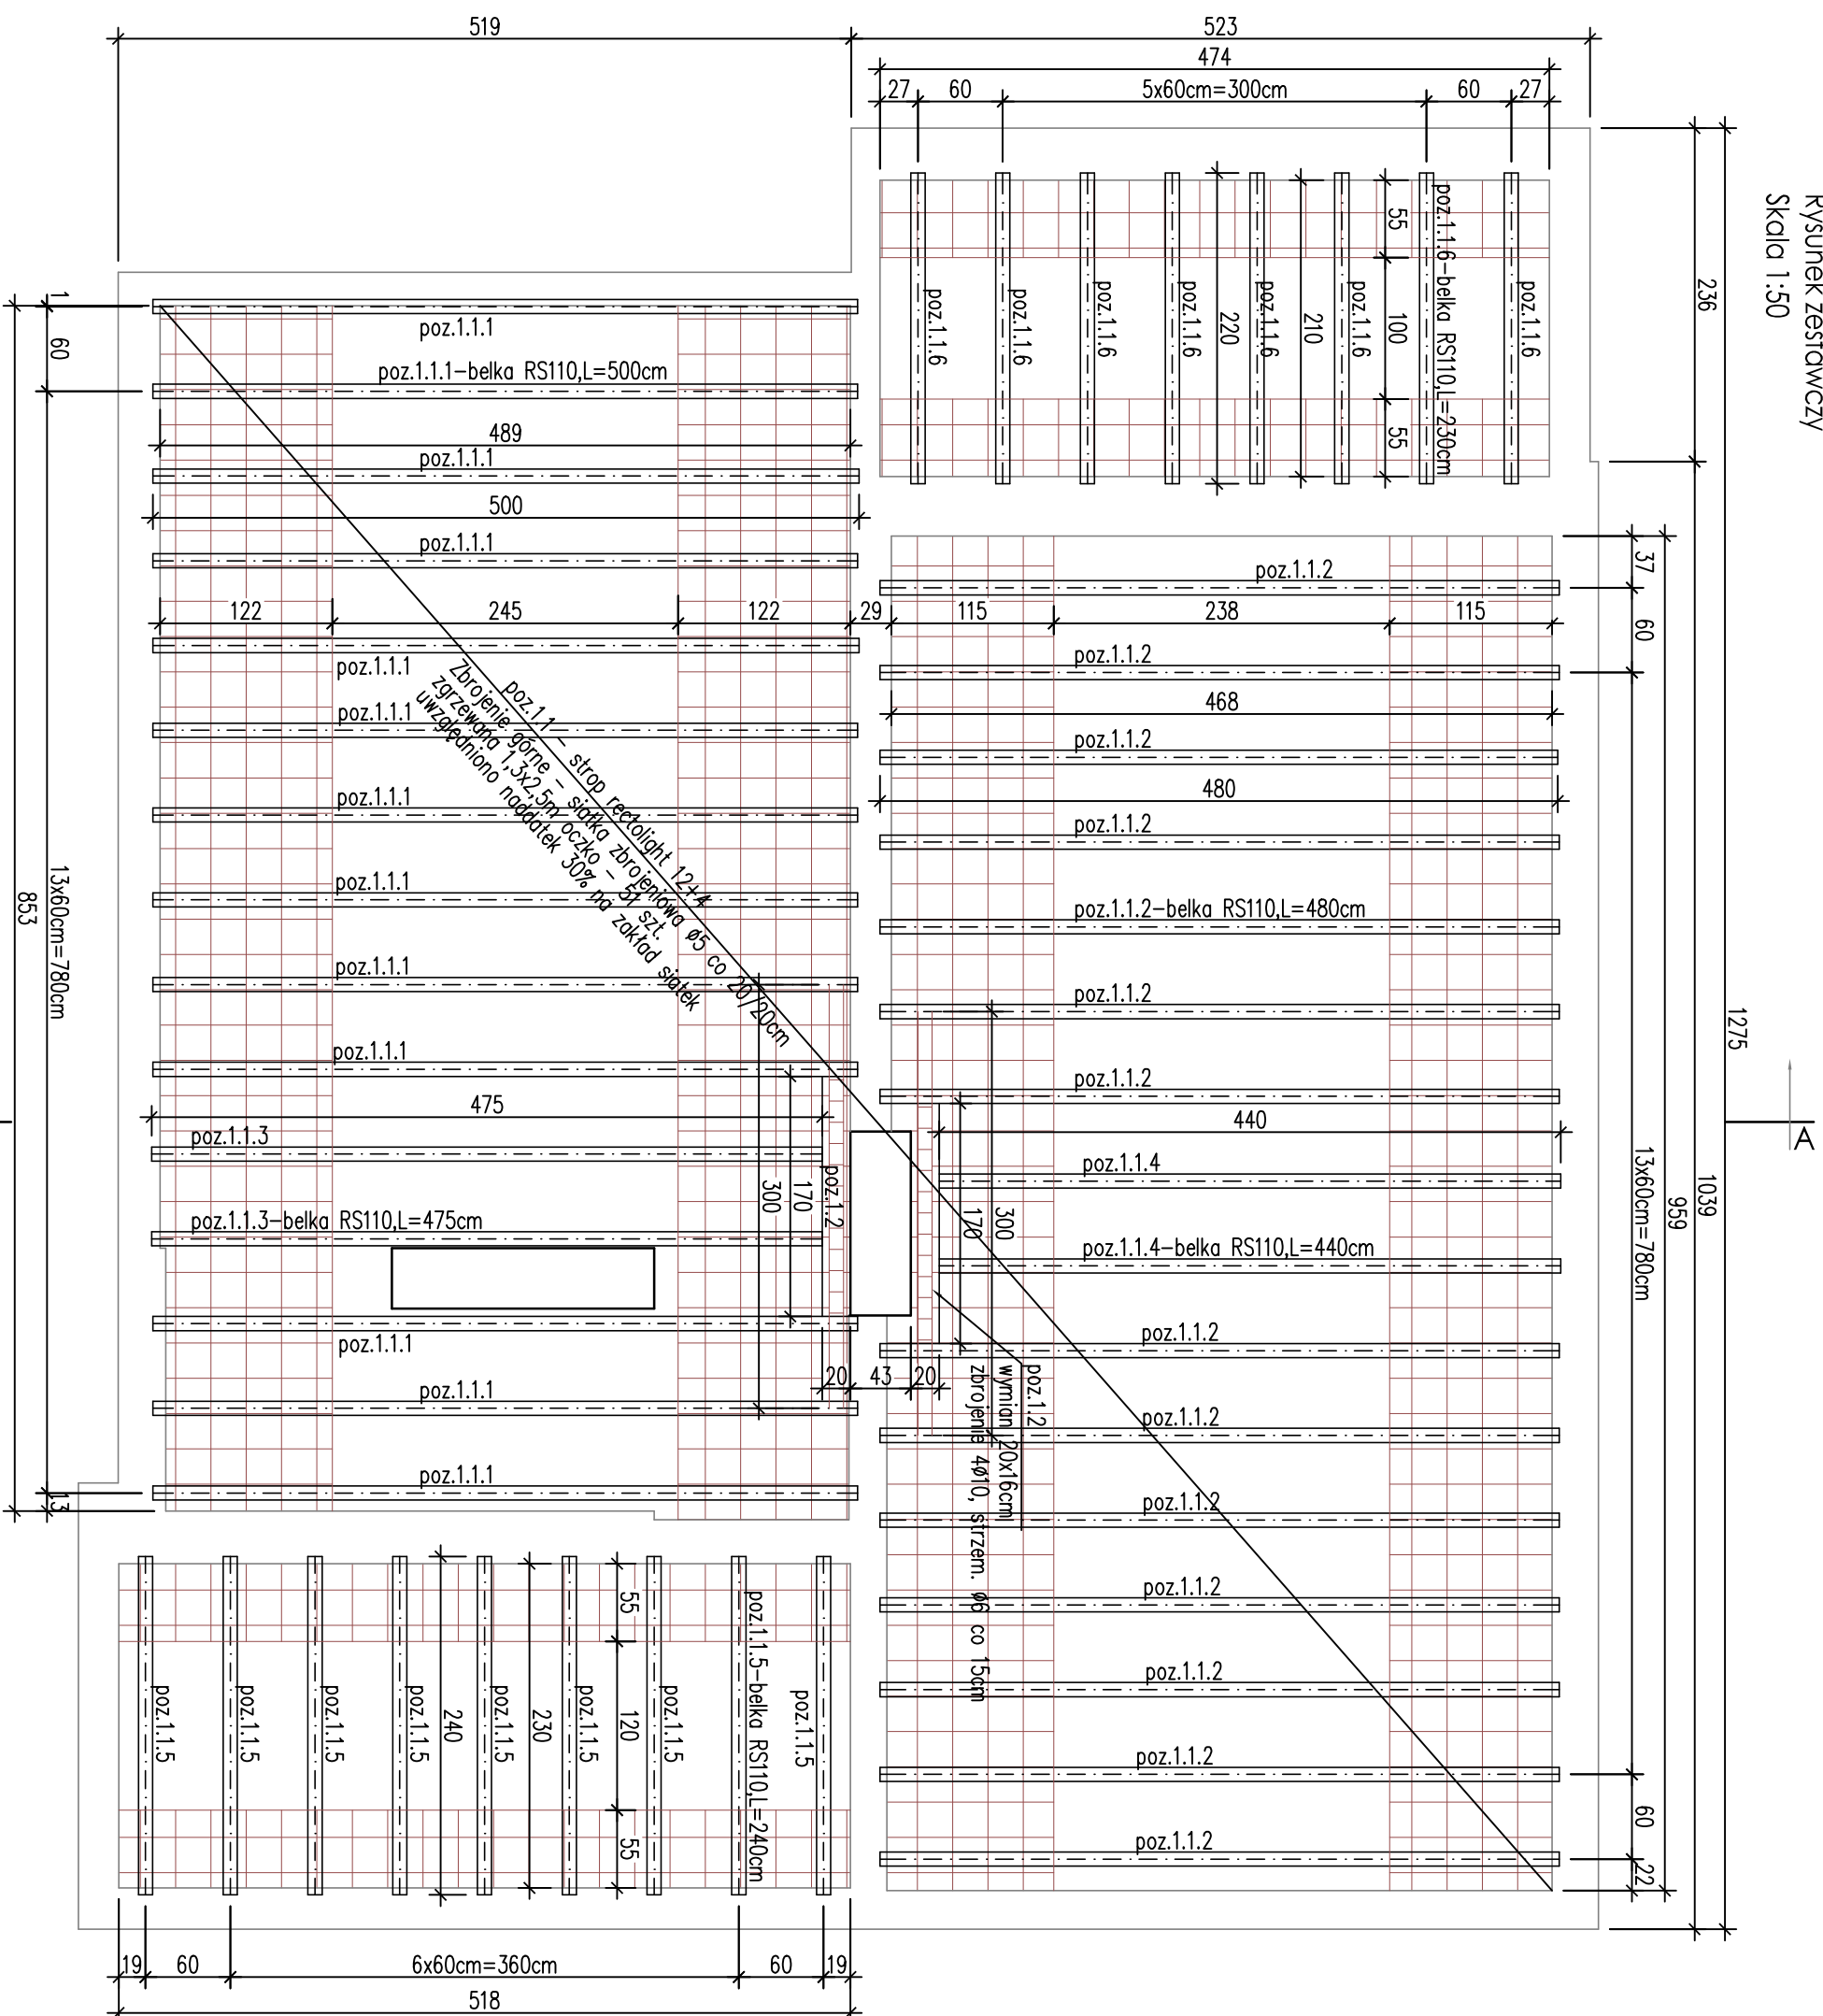 Rysunek zestawczy
Skala 1:50
519
523
474
27
60
5x60cm=300cm
60
27
236
1275
1039
959
A
poz.1.1.6
poz.1.1.6
poz.1.1.6
poz.1.1.6
poz.1.1.6
poz.1.1.6
poz.1.1.6-belka RS110,L=230cm
poz.1.1.6
220
210
55
100
55
1
60
13x60cm=780cm
853
13
poz.1.1.1
poz.1.1.1-belka RS110,L=500cm
489
poz.1.1.1
500
poz.1.1.1
122
245
122
29
115
238
115
poz.1.1.1
poz.1.1.1
poz.1.1.1
poz.1.1.1
poz.1.1.1
poz.1.1.1
475
poz.1.1.3
poz.1.1.3-belka RS110,L=475cm
poz.1.1.1
poz.1.1.1
poz.1.1.1
poz.1.1 - strop rectolight 12+4
Zbrojenie górne - siatka zbrojeniowa ø5 co 20/20cm
zgrzewana 1,3x2,5m oczko - 51 szt.
uwzględniono naddatek 30% na zakład siatek
poz.1.2
170
300
20
43
20
37
60
13x60cm=780cm
60
22
poz.1.1.2
poz.1.1.2
468
poz.1.1.2
480
poz.1.1.2
poz.1.1.2-belka RS110,L=480cm
poz.1.1.2
poz.1.1.2
440
poz.1.1.4
300
170
poz.1.1.4-belka RS110,L=440cm
poz.1.1.2
poz.1.2
wymian 20x16cm
zbrojenie 4ø10, strzem. ø6 co 15cm
poz.1.1.2
poz.1.1.2
poz.1.1.2
poz.1.1.2
poz.1.1.2
poz.1.1.2
poz.1.1.5
poz.1.1.5
poz.1.1.5
poz.1.1.5
poz.1.1.5
poz.1.1.5
poz.1.1.5
poz.1.1.5-belka RS110,L=240cm
poz.1.1.5
240
230
55
120
55
19
60
6x60cm=360cm
60
19
518